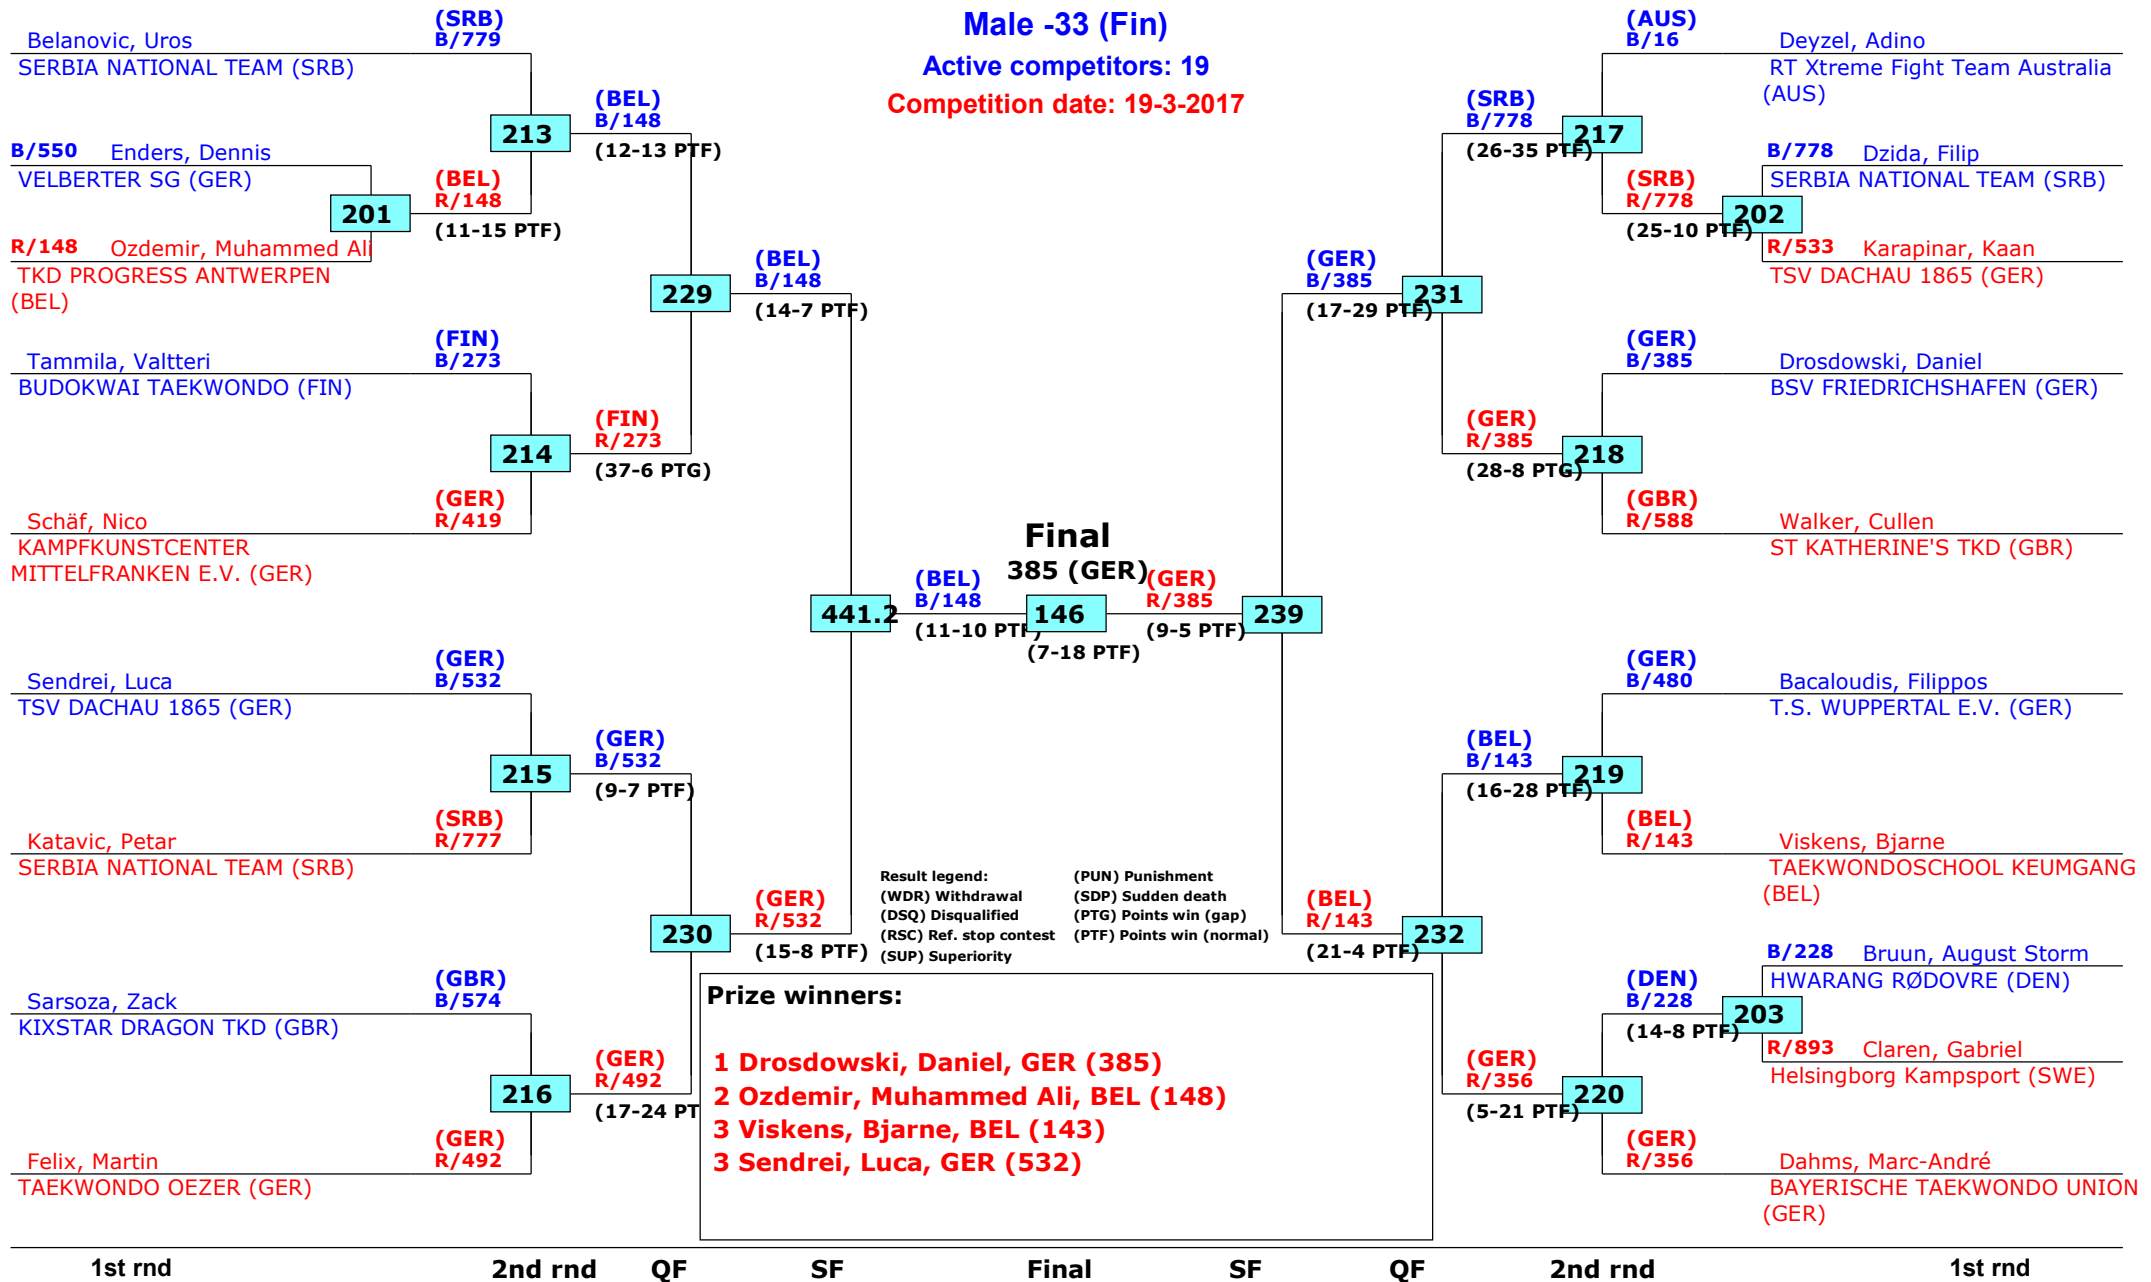 Male -33 (Fin)
Active competitors: 19
Competition date: 19-3-2017
Belanovic, Uros
SERBIA NATIONAL TEAM (SRB)
(SRB)
B/779
B/550 Enders, Dennis
VELBERTER SG (GER)
201
R/148 Ozdemir, Muhammed Ali
TKD PROGRESS ANTWERPEN
(BEL)
(BEL)
R/148
(11-15 PTF)
213
(BEL)
B/148
(12-13 PTF)
Tammila, Valtteri
BUDOKWAI TAEKWONDO (FIN)
(FIN)
B/273
Schäf, Nico
KAMPFKUNSTCENTER
MITTELFRANKEN E.V. (GER)
(GER)
R/419
214
(FIN)
R/273
(37-6 PTG)
229
(BEL)
B/148
(14-7 PTF)
Sendrei, Luca
TSV DACHAU 1865 (GER)
(GER)
B/532
Katavic, Petar
SERBIA NATIONAL TEAM (SRB)
(SRB)
R/777
215
(GER)
B/532
(9-7 PTF)
Sarsoza, Zack
KIXSTAR DRAGON TKD (GBR)
(GBR)
B/574
Felix, Martin
TAEKWONDO OEZER (GER)
(GER)
R/492
216
(GER)
R/492
(17-24 PT
230
(GER)
R/532
(15-8 PTF)
441.2
(BEL)
B/148
(11-10 PTF)
Final
385 (GER)
146
(7-18 PTF)
(GER)
R/385
(9-5 PTF)
239
(GER)
B/385
(17-29 PTF)
231
(SRB)
B/778
(26-35 PTF)
217
(AUS)
B/16
Deyzel, Adino
RT Xtreme Fight Team Australia
(AUS)
(SRB)
R/778
(25-10 PTF)
202
B/778 Dzida, Filip
SERBIA NATIONAL TEAM (SRB)
R/533 Karapinar, Kaan
TSV DACHAU 1865 (GER)
(GER)
R/385
(28-8 PTG)
218
(GER)
B/385
Drosdowski, Daniel
BSV FRIEDRICHSHAFEN (GER)
(GBR)
R/588
Walker, Cullen
ST KATHERINE'S TKD (GBR)
(BEL)
R/143
(21-4 PTF)
232
(BEL)
B/143
(16-28 PTF)
219
(GER)
B/480
Bacaloudis, Filippos
T.S. WUPPERTAL E.V. (GER)
(BEL)
R/143
Viskens, Bjarne
TAEKWONDOSCHOOL KEUMGANG
(BEL)
(GER)
R/356
(5-21 PTF)
220
(DEN)
B/228
(14-8 PTF)
203
B/228 Bruun, August Storm
HWARANG RØDOVRE (DEN)
R/893 Claren, Gabriel
Helsingborg Kampsport (SWE)
(GER)
R/356
Dahms, Marc-André
BAYERISCHE TAEKWONDO UNION
(GER)
Result legend: (PUN) Punishment
(WDR) Withdrawal (SDP) Sudden death
(DSQ) Disqualified (PTG) Points win (gap)
(RSC) Ref. stop contest (PTF) Points win (normal)
(SUP) Superiority
Prize winners:
1 Drosdowski, Daniel, GER (385)
2 Ozdemir, Muhammed Ali, BEL (148)
3 Viskens, Bjarne, BEL (143)
3 Sendrei, Luca, GER (532)
1st rnd 2nd rnd QF SF Final SF QF 2nd rnd 1st rnd